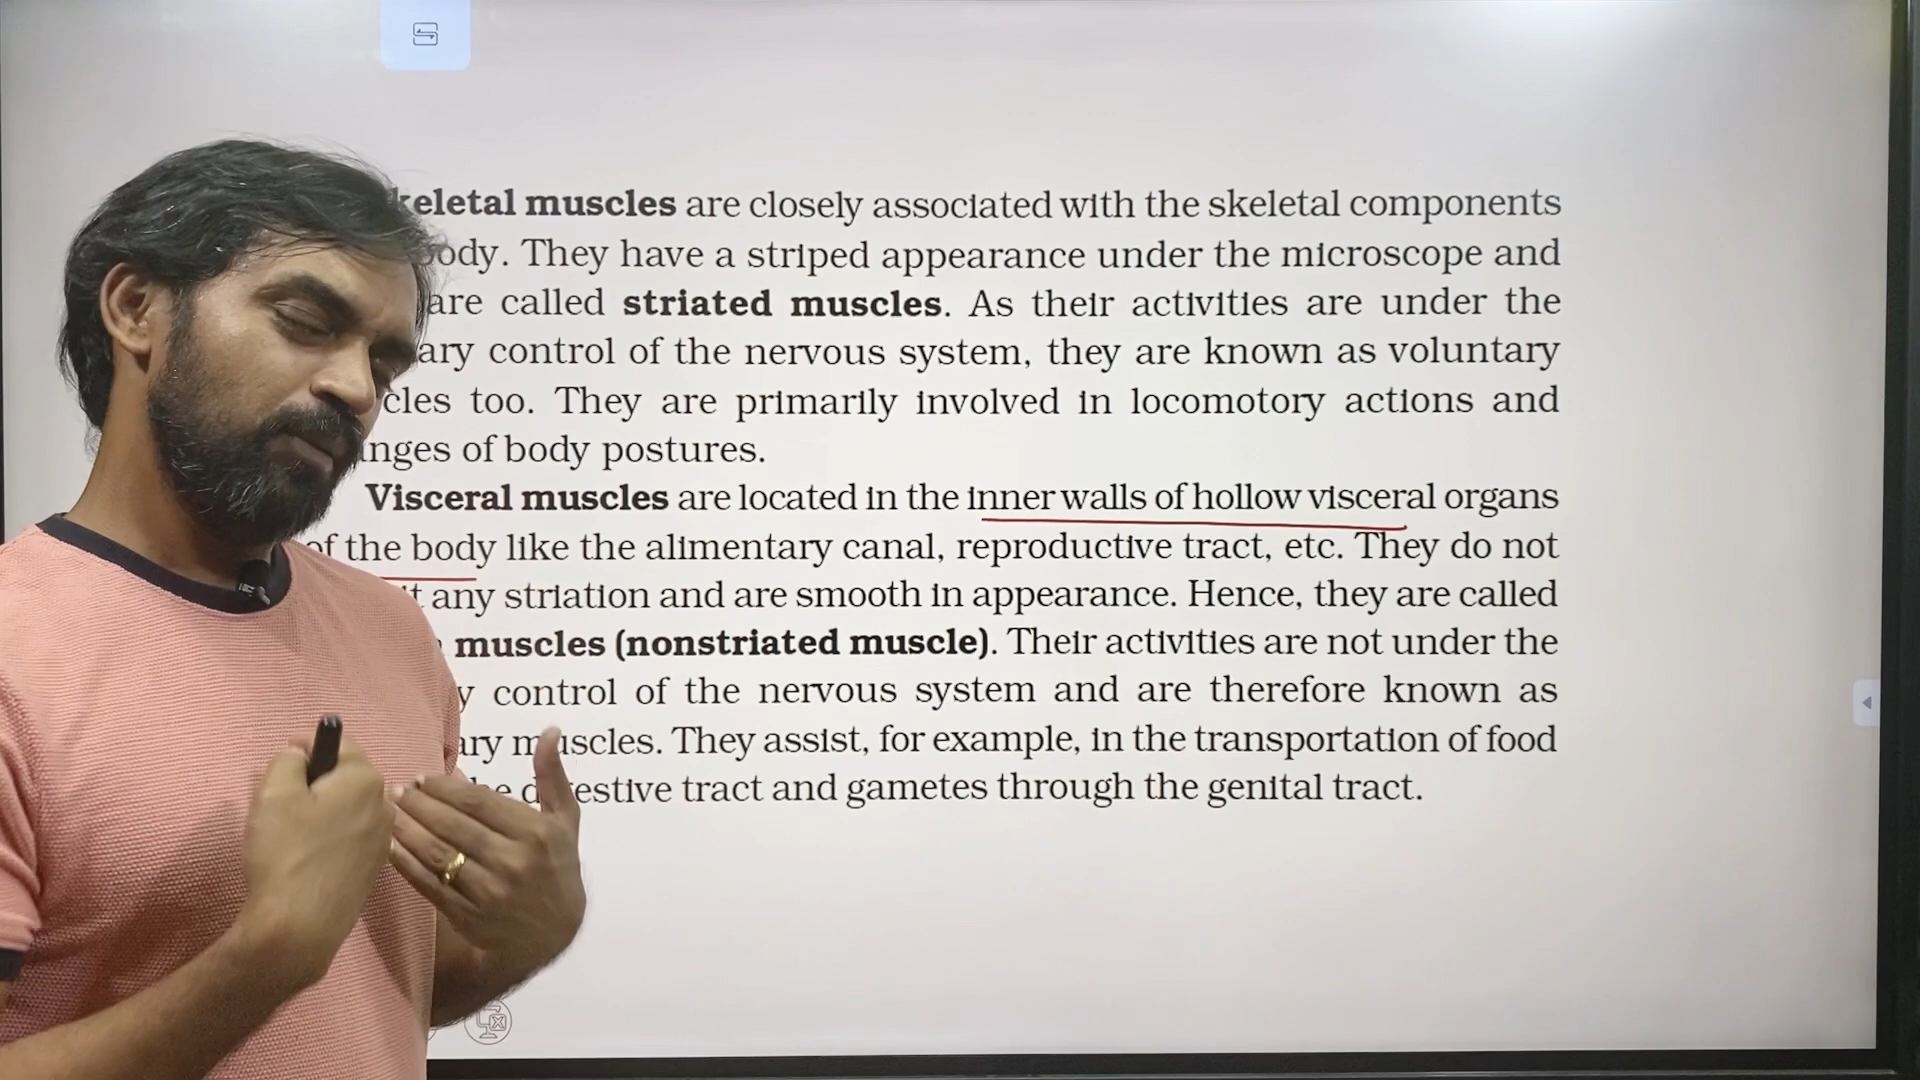 keletal muscles are closely associated with the skeletal components
ody. They have a striped appearance under the microscope and
are called striated muscles. As their activities are under the
ary control of the nervous system, they are known as voluntary
cles too. They are primarily involved in locomotory actions and
nges of body postures.
Visceral muscles are located in the inner walls of hollow visceral organs
of the body like the alimentary canal, reproductive tract, etc. They do not
it any striation and are smooth in appearance. Hence, they are called
muscles (nonstriated muscle). Their activities are not under the
y control of the nervous system and are therefore known as
ary muscles. They assist, for example, in the transportation of food
e digestive tract and gametes through the genital tract.